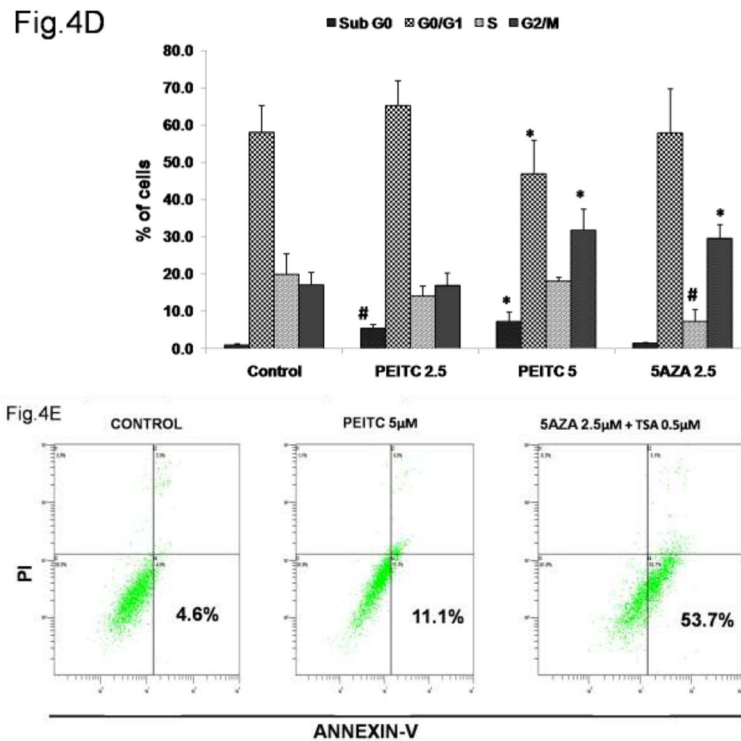 Fig.4D
Sub G0 G0/G1 S G2/M
80.0
70.0
60.0
50.0
40.0
30.0
20.0
10.0
0.0
% of cells
#
*
*
*
#
*
Control PEITC 2.5 PEITC 5 5AZA 2.5
Fig.4E
CONTROL PEITC 5µM 5AZA 2.5µM + TSA 0.5µM
PI
4.6% 11.1% 53.7%
ANNEXIN-V